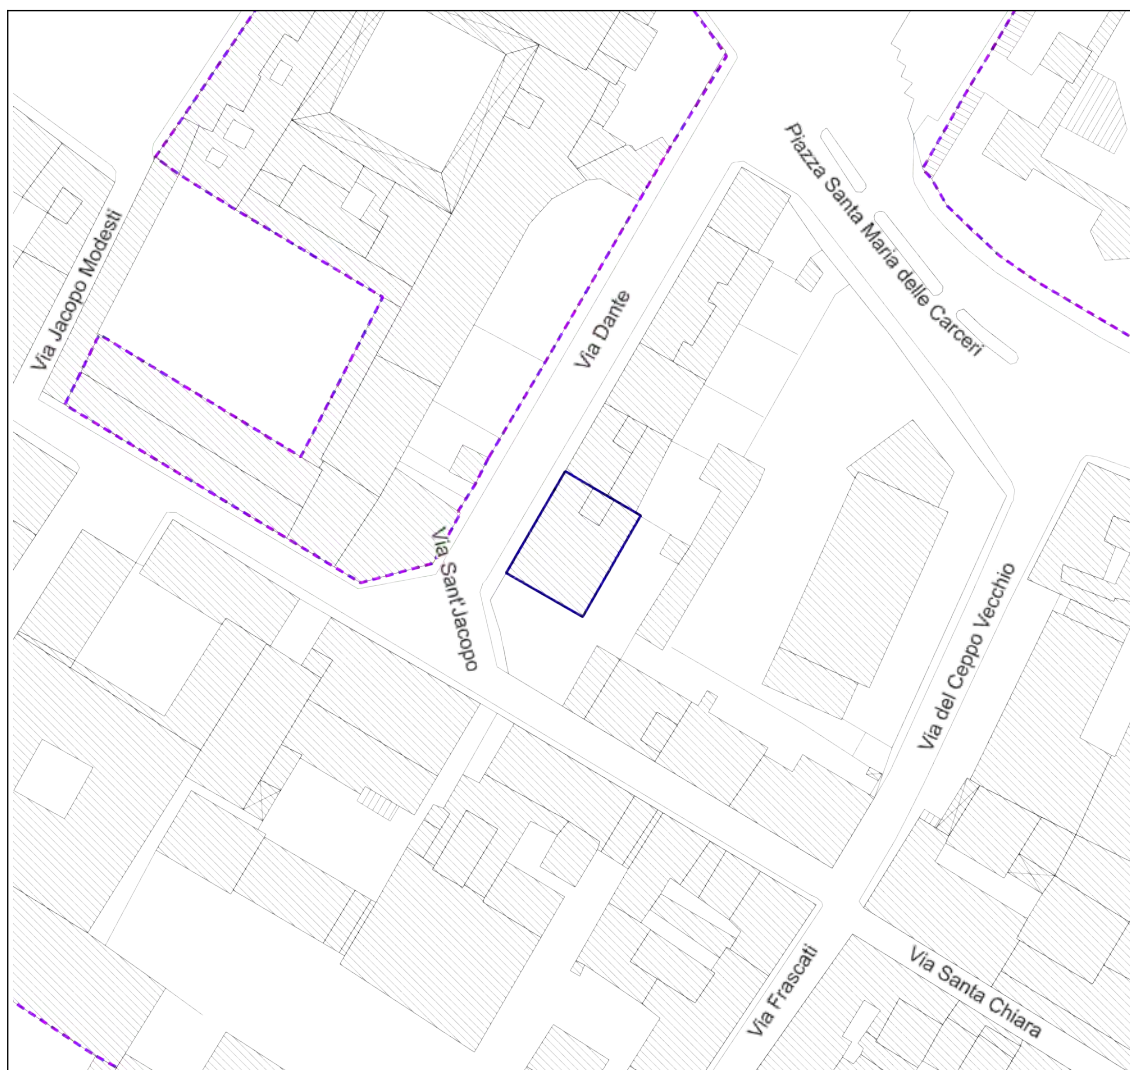 Piazza Santa Maria delle Carceri
Via Jacopo Modesti
Via Dante
Via Sant'Jacopo
Via del Ceppo Vecchio
Via Frascati
Via Santa Chiara